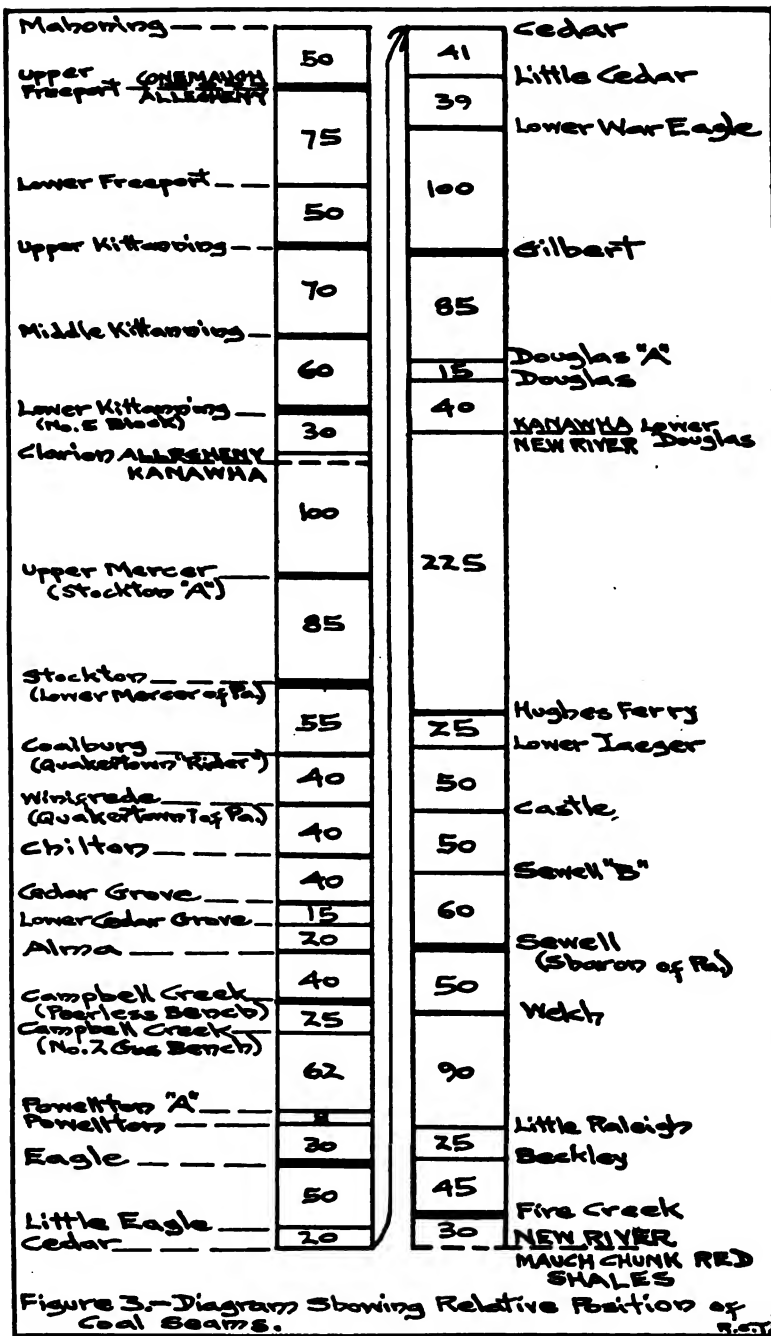 Mahoning
50
Upper CONEMAUGH
Freeport ALLEGHENY
75
Lower Freeport
50
Upper Kittanning
70
Middle Kittanning
60
Lower Kittanning
(No. 5 Block)
30
Clarion ALLEGHENY
KANAWHA
100
Upper Mercer
(Stockton "A")
85
Stockton
(Lower Mercer of Pa.)
55
Coalburg
(Quakertown "Rider")
40
Winifrede
(Quakertown of Pa.)
40
Chilton
40
Cedar Grove
15
Lower Cedar Grove
20
Alma
40
Campbell Creek
(Peerless Bench)
25
Campbell Creek
(No. 2 Gas Bench)
62
Powellton "A"
Powellton
30
Eagle
50
Little Eagle
20
Cedar
Cedar
41
Little Cedar
39
Lower War Eagle
100
Gilbert
85
Douglas "A"
15
Douglas
40
KANAWHA Lower
NEW RIVER Douglas
225
Hughes Ferry
25
Lower Iaeger
50
Castle
50
Sewell "B"
60
Sewell
(Sharon of Pa.)
50
Welch
90
Little Raleigh
25
Beckley
45
Fire Creek
30
NEW RIVER
MAUCH CHUNK RED
SHALES
Figure 3.—Diagram Showing Relative Position of
Coal Seams.
R.C.T.